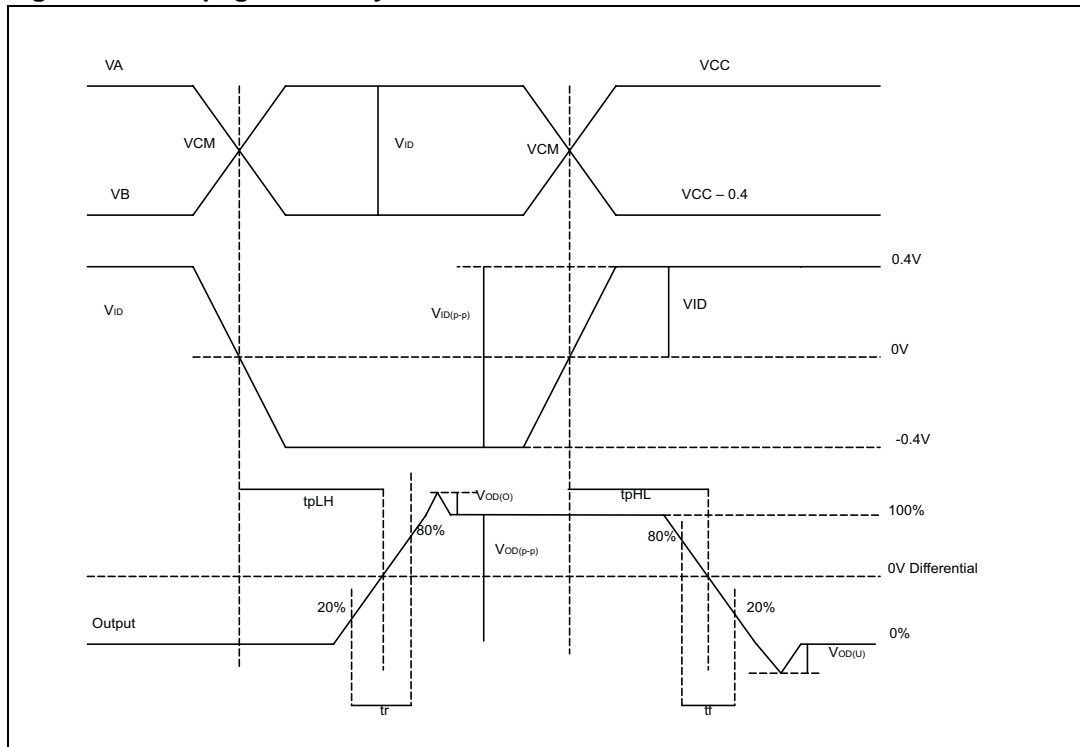 VA
VCC
VCM
VID
VCM
VB
VCC – 0.4
0.4V
VID
VID(p-p)
VID
0V
-0.4V
tpLH
VOD(O)
tpHL
100%
80%
80%
VOD(p-p)
0V Differential
20%
20%
Output
0%
VOD(U)
tr
tf